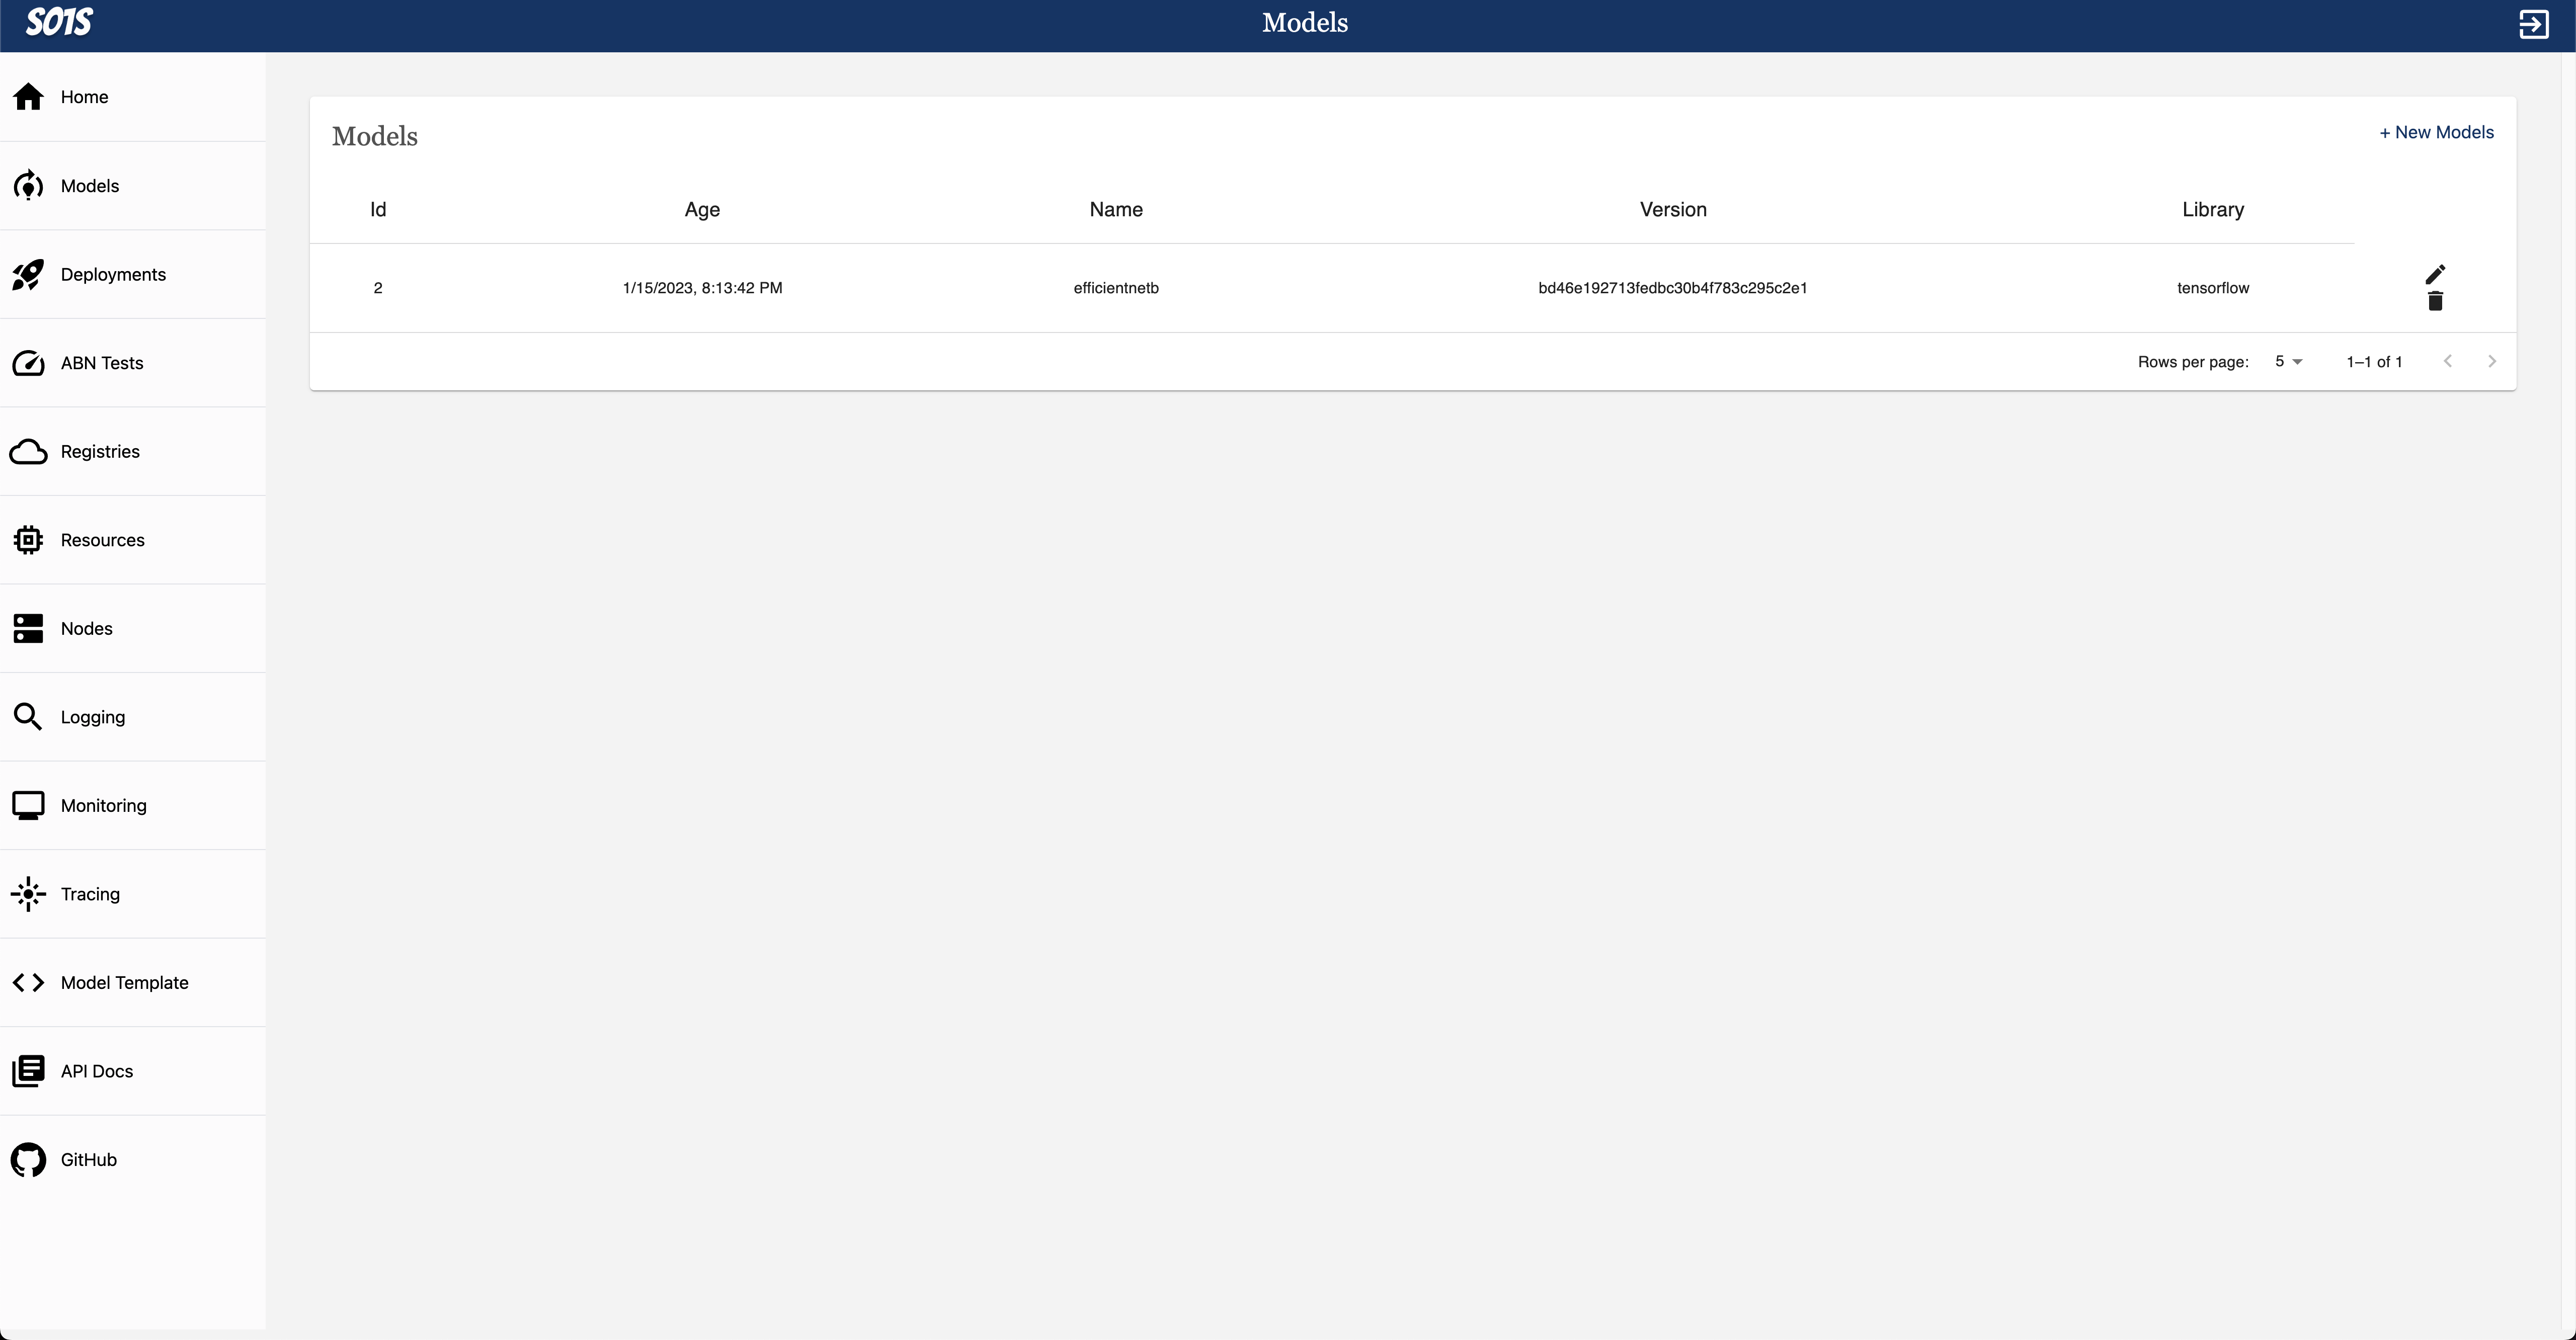 SO1S
Models
Home
Models
Deployments
ABN Tests
Registries
Resources
Nodes
Logging
Monitoring
Tracing
Model Template
API Docs
GitHub
Models
+ New Models
Id Age Name Version Library
2 1/15/2023, 8:13:42 PM efficientnetb bd46e192713fedbc30b4f783c295c2e1 tensorflow
Rows per page: 5 1–1 of 1